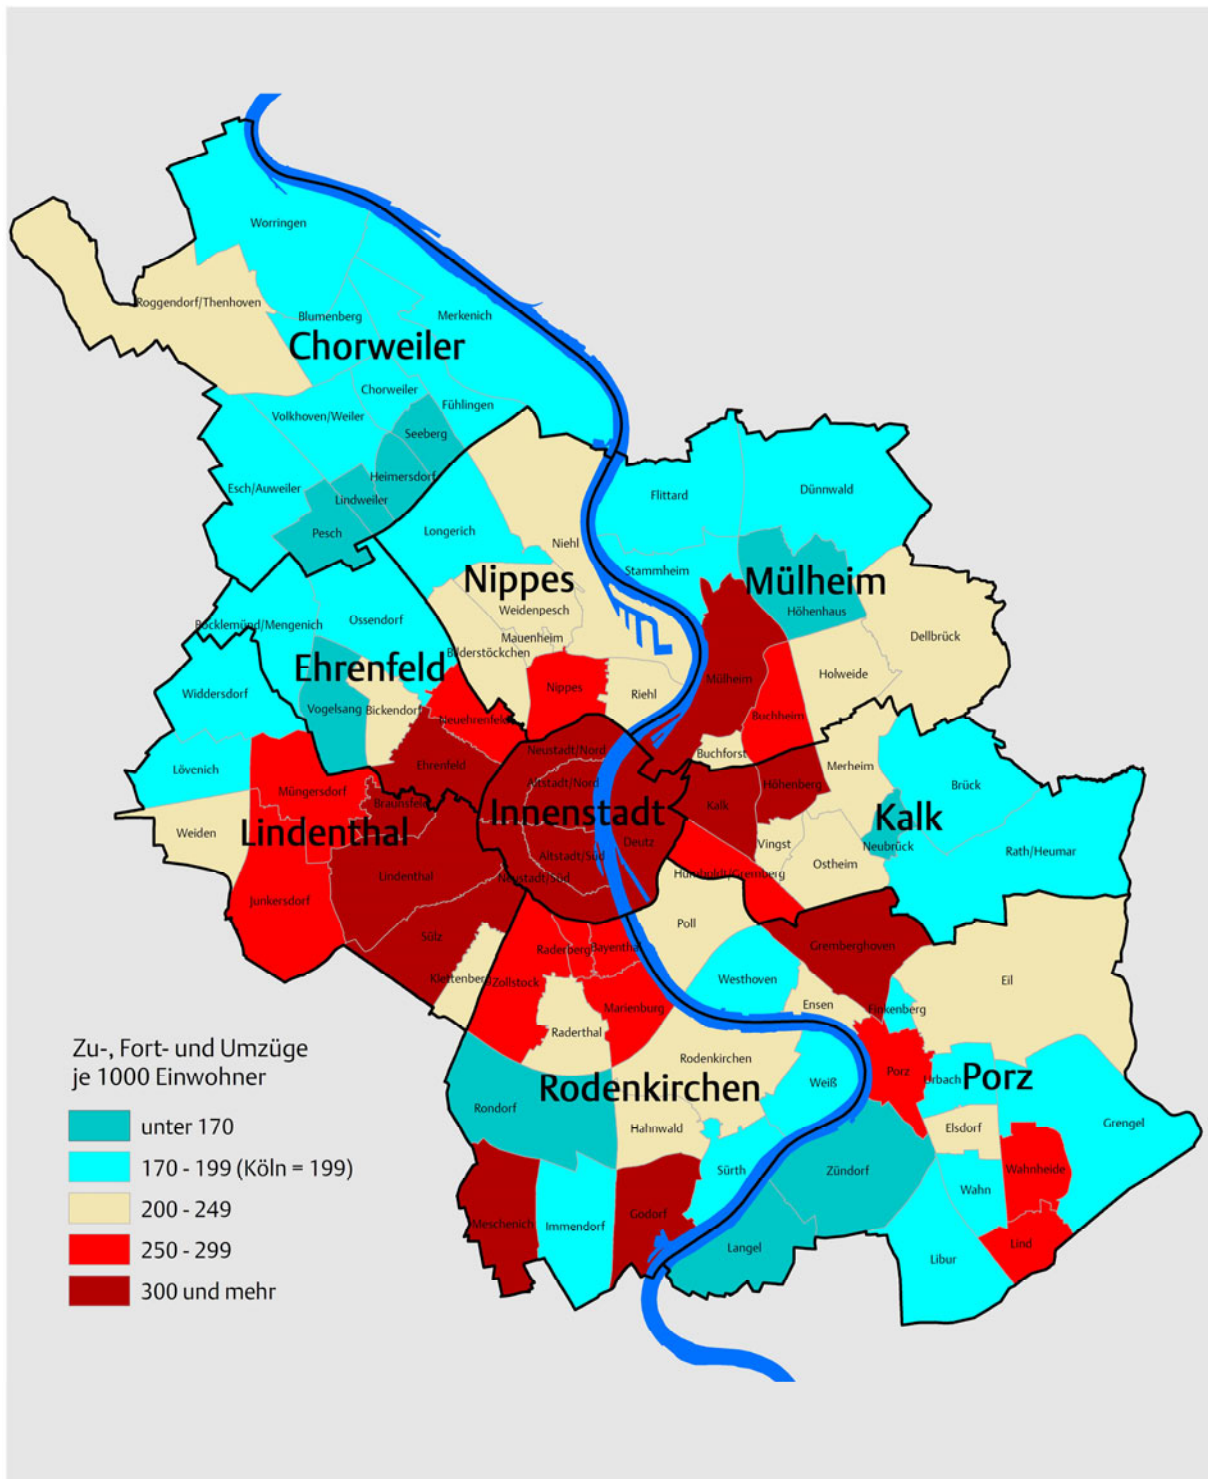 Worringen
Roggendorf/Thenhoven
Blumenberg
Merkenich
Chorweiler
Chorweiler
Fühlingen
Volkhoven/Weiler
Seeberg
Heimersdorf
Esch/Auweiler
Lindweiler
Pesch
Longerich
Niehl
Nippes
Weidenpesch
Mauenheim
Bilderstöckchen
Nippes
Riehl
Flittard
Dünnwald
Stammheim
Mülheim
Höhenhaus
Dellbrück
Holweide
Mülheim
Buchheim
Buchforst
Bocklemünd/Mengenich
Ossendorf
Ehrenfeld
Vogelsang
Bickendorf
Neuehrenfeld
Ehrenfeld
Widdersdorf
Lövenich
Müngersdorf
Braunsfeld
Weiden
Lindenthal
Lindenthal
Junkersdorf
Sülz
Klettenberg
Neustadt/Nord
Altstadt/Nord
Innenstadt
Deutz
Altstadt/Süd
Neustadt/Süd
Merheim
Brück
Höhenberg
Kalk
Kalk
Neubrück
Rath/Heumar
Vingst
Ostheim
Humboldt/Gremberg
Poll
Gremberghoven
Westhoven
Eil
Ensen
Finkenberg
Raderberg
Bayenthal
Zollstock
Marienburg
Raderthal
Rodenkirchen
Rodenkirchen
Weiß
Rondorf
Hahnwald
Sürth
Meschenich
Immendorf
Godorf
Porz
Urbach
Porz
Grengel
Elsdorf
Wahnheide
Zündorf
Wahn
Langel
Libur
Lind
Zu-, Fort- und Umzüge
je 1000 Einwohner
unter 170
170 - 199 (Köln = 199)
200 - 249
250 - 299
300 und mehr